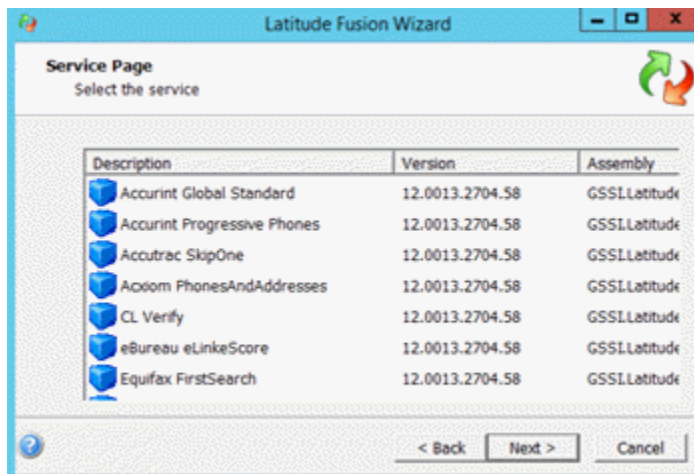 Latitude Fusion Wizard
Service Page
Select the service
Description Version Assembly
Accurint Global Standard 12.0013.2704.58 GSSI.Latitude
Accurint Progressive Phones 12.0013.2704.58 GSSI.Latitude
Accutrac SkipOne 12.0013.2704.58 GSSI.Latitude
Acxiom PhonesAndAddresses 12.0013.2704.58 GSSI.Latitude
CL Verify 12.0013.2704.58 GSSI.Latitude
eBureau eLinkeScore 12.0013.2704.58 GSSI.Latitude
Equifax FirstSearch 12.0013.2704.58 GSSI.Latitude
< Back Next > Cancel